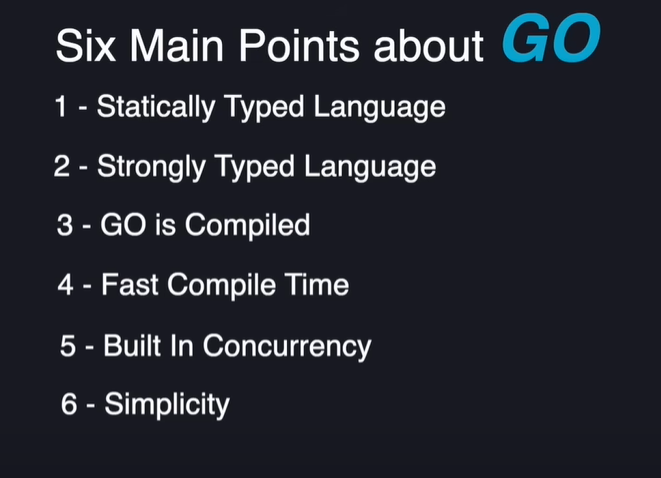 Six Main Points about GO
1 - Statically Typed Language
2 - Strongly Typed Language
3 - GO is Compiled
4 - Fast Compile Time
5 - Built In Concurrency
6 - Simplicity